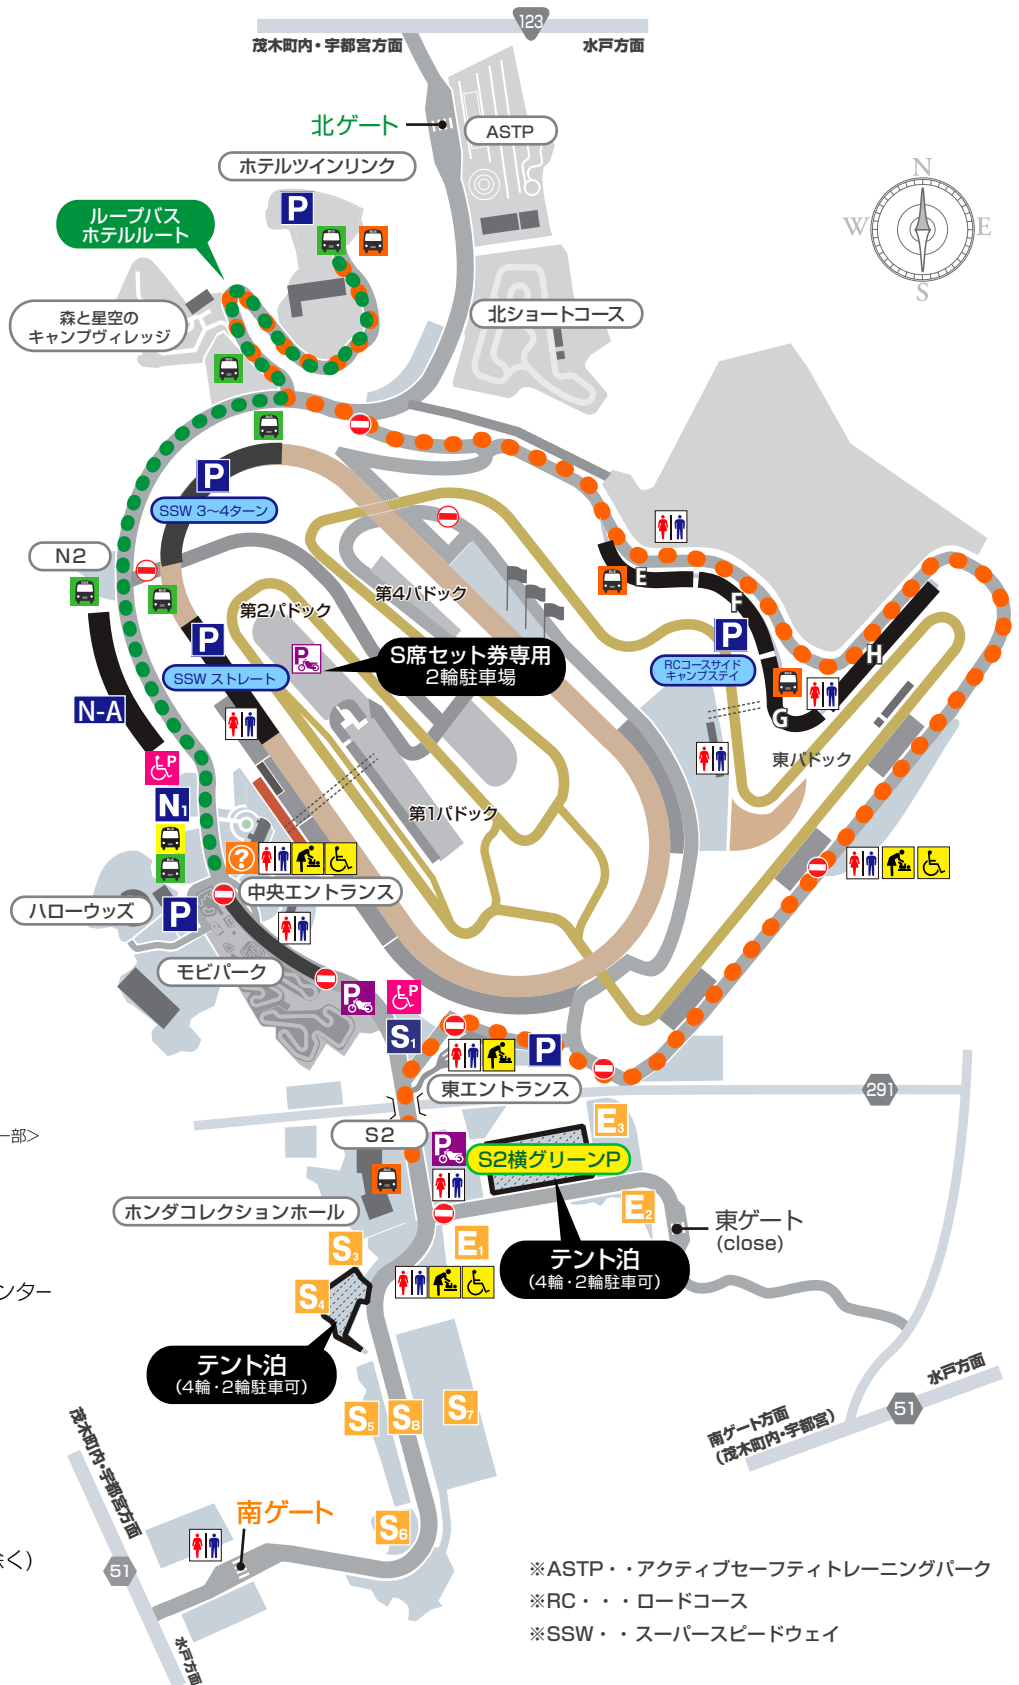 123
茂木町内・宇都宮方面
水戸方面
北ゲート
ASTP
ホテルツインリンク
P
ループバス
ホテルルート
N
W
E
S
森と星空の
キャンプヴィレッジ
北ショートコース
P
SSW 3〜4ターン
N2
第2パドック
第4パドック
E
F
P
S席セット券専用
2輪駐車場
P
SSW ストレート
P
RCコースサイド
キャンプステイ
H
G
N-A
P
東パドック
N1
第1パドック
?
中央エントランス
ハローウッズ
P
モビパーク
P
P
S1
P
東エントランス
291
一部>
S2
P
E3
S2横グリーンP
ホンダコレクションホール
E2
東ゲート
(close)
S3
E1
テント泊
(4輪・2輪駐車可)
ンター
S4
テント泊
(4輪・2輪駐車可)
S5
S8
S7
水戸方面
51
南ゲート方面
(茂木町内・宇都宮)
茂木町内・宇都宮方面
南ゲート
S6
く)
51
水戸方面
※ASTP・・アクティブセーフティトレーニングパーク
※RC・・・ロードコース
※SSW・・スーパースピードウェイ